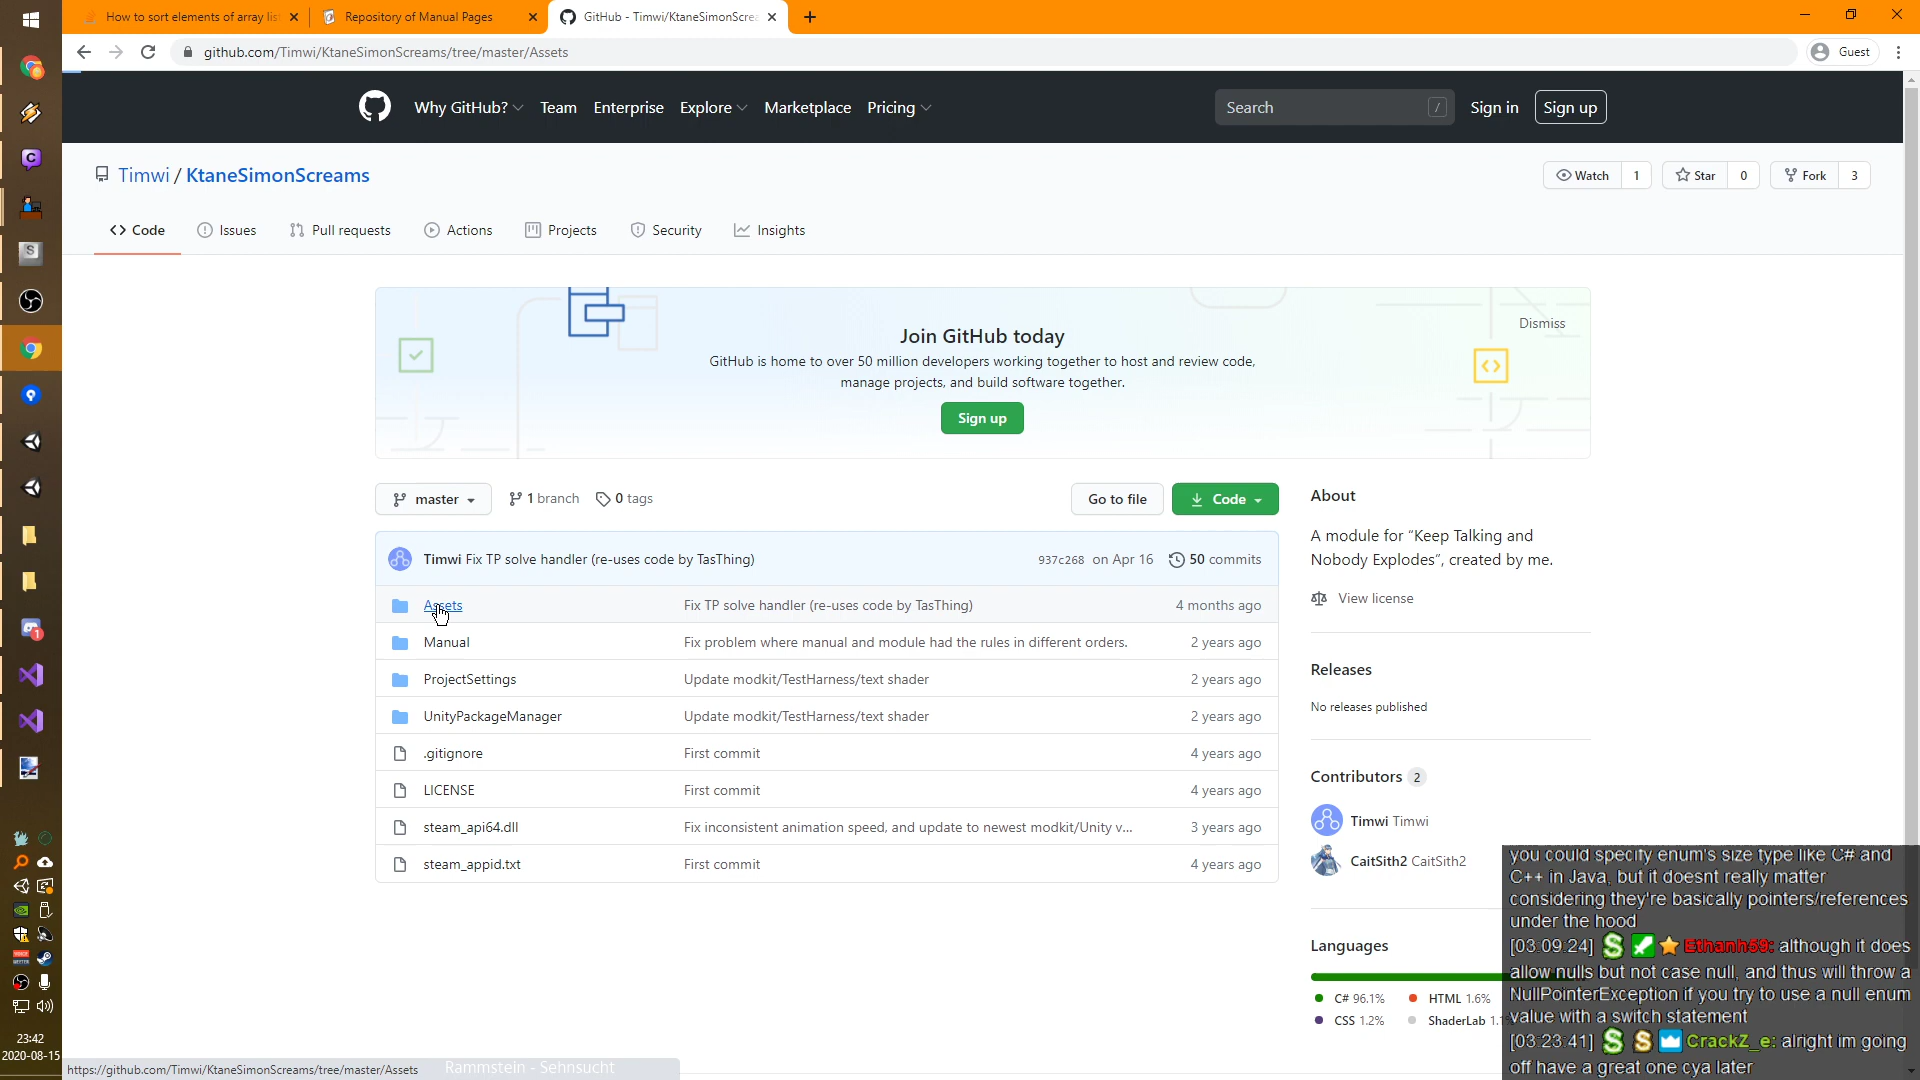 How to sort elements of array lis
Repository of Manual Pages
GitHub - Timwi/KtaneSimonScrea
github.com/Timwi/KtaneSimonScreams/tree/master/Assets
Guest
Why GitHub?
Team
Enterprise
Explore
Marketplace
Pricing
Search
/
Sign in
Sign up
Timwi / KtaneSimonScreams
Watch 1
Star 0
Fork 3
Code
Issues
Pull requests
Actions
Projects
Security
Insights
Join GitHub today
Dismiss
GitHub is home to over 50 million developers working together to host and review code,
manage projects, and build software together.
Sign up
master
1 branch
0 tags
Go to file
Code
Timwi Fix TP solve handler (re-uses code by TasThing)
937c268 on Apr 16
50 commits
Assets
Fix TP solve handler (re-uses code by TasThing)
4 months ago
Manual
Fix problem where manual and module had the rules in different orders.
2 years ago
ProjectSettings
Update modkit/TestHarness/text shader
2 years ago
UnityPackageManager
Update modkit/TestHarness/text shader
2 years ago
.gitignore
First commit
4 years ago
LICENSE
First commit
4 years ago
steam_api64.dll
Fix inconsistent animation speed, and update to newest modkit/Unity v...
3 years ago
steam_appid.txt
First commit
4 years ago
About
A module for “Keep Talking and
Nobody Explodes”, created by me.
View license
Releases
No releases published
Contributors 2
Timwi Timwi
CaitSith2 CaitSith2
Languages
C# 96.1%
HTML 1.6%
CSS 1.2%
ShaderLab 1.1
you could specify enum's size type like C# and
C++ in Java, but it doesnt really matter
considering they're basically pointers/references
under the hood
[03:09:24] Ethanh59: although it does
allow nulls but not case null, and thus will throw a
NullPointerException if you try to use a null enum
value with a switch statement
[03:23:41] CrackZ_e: alright im going
off have a great one cya later
23:42
2020-08-15
https://github.com/Timwi/KtaneSimonScreams/tree/master/Assets
Rammstein - Sehnsucht